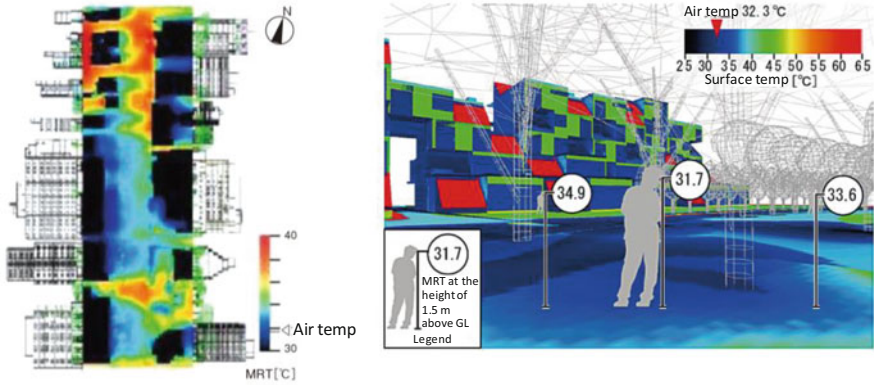 N
40
Air temp
30
MRT[℃]
Air temp 32.3 ℃
25 30 35 40 45 50 55 60 65
Surface temp [℃]
34.9
31.7
33.6
31.7
MRT at the
height of
1.5 m
above GL
Legend